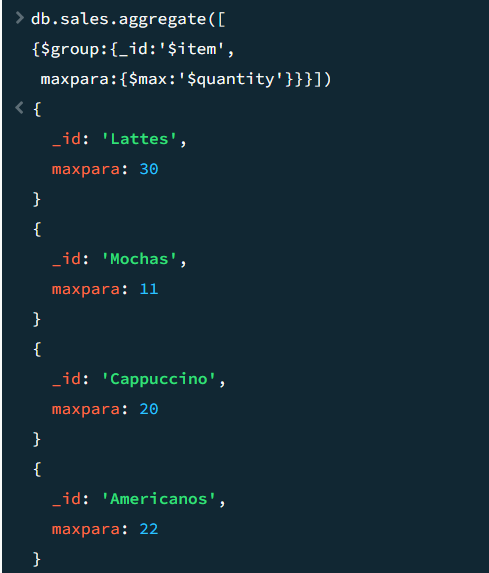 > db.sales.aggregate([
{$group:{_id:'$item',
maxpara:{$max:'$quantity'}}}])
< {
_id: 'Lattes',
maxpara: 30
}
{
_id: 'Mochas',
maxpara: 11
}
{
_id: 'Cappuccino',
maxpara: 20
}
{
_id: 'Americanos',
maxpara: 22
}